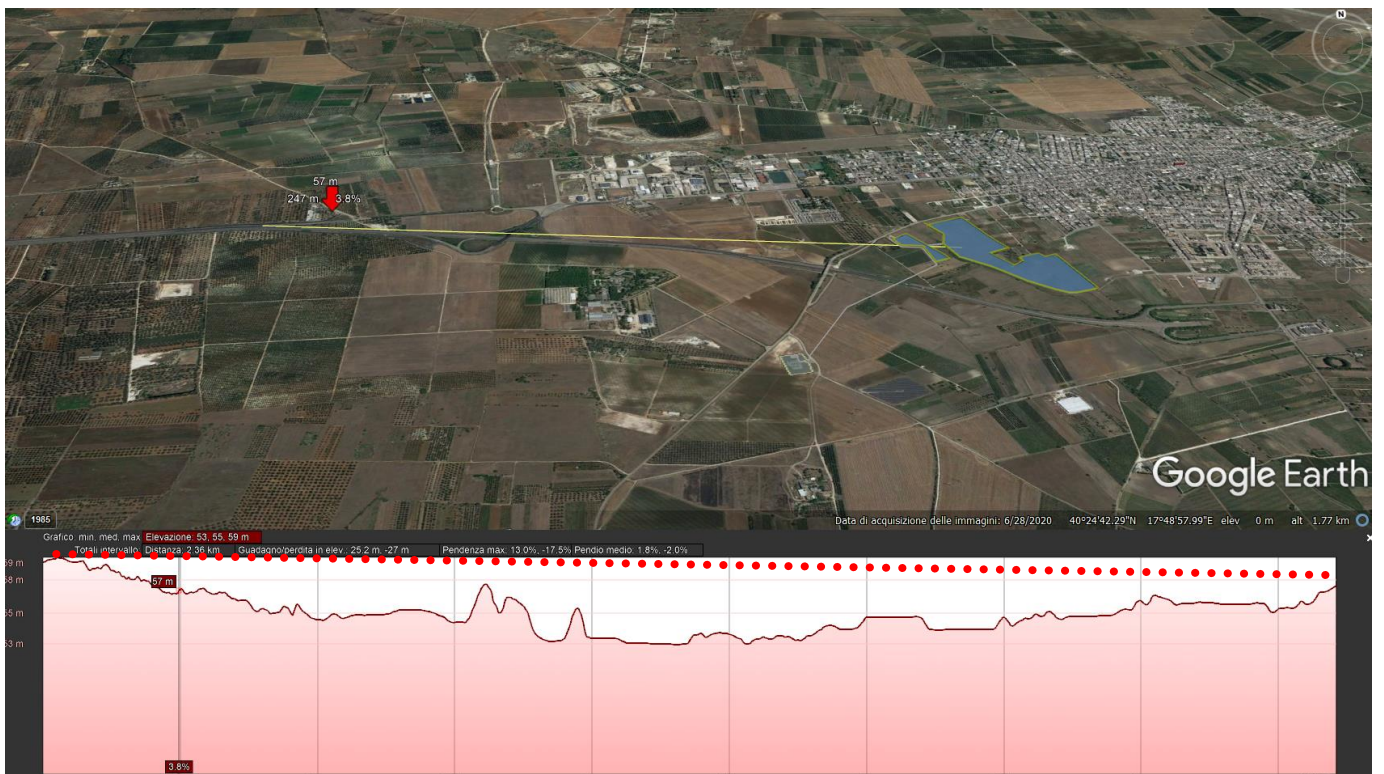 N
57 m
247 m 3.8%
Google Earth
1985
Data di acquisizione delle immagini: 6/28/2020 40°24'42.29"N 17°48'57.99"E elev 0 m alt 1.77 km
Grafico: min. med. max Elevazione: 53, 55, 59 m
Totali intervallo: Distanza: 2.36 km Guadagno/perdita in elev.: 25.2 m, -27 m Pendenza max: 13.0%, -17.5% Pendio medio: 1.8%, -2.0%
59 m
58 m
57 m
55 m
53 m
3.8%